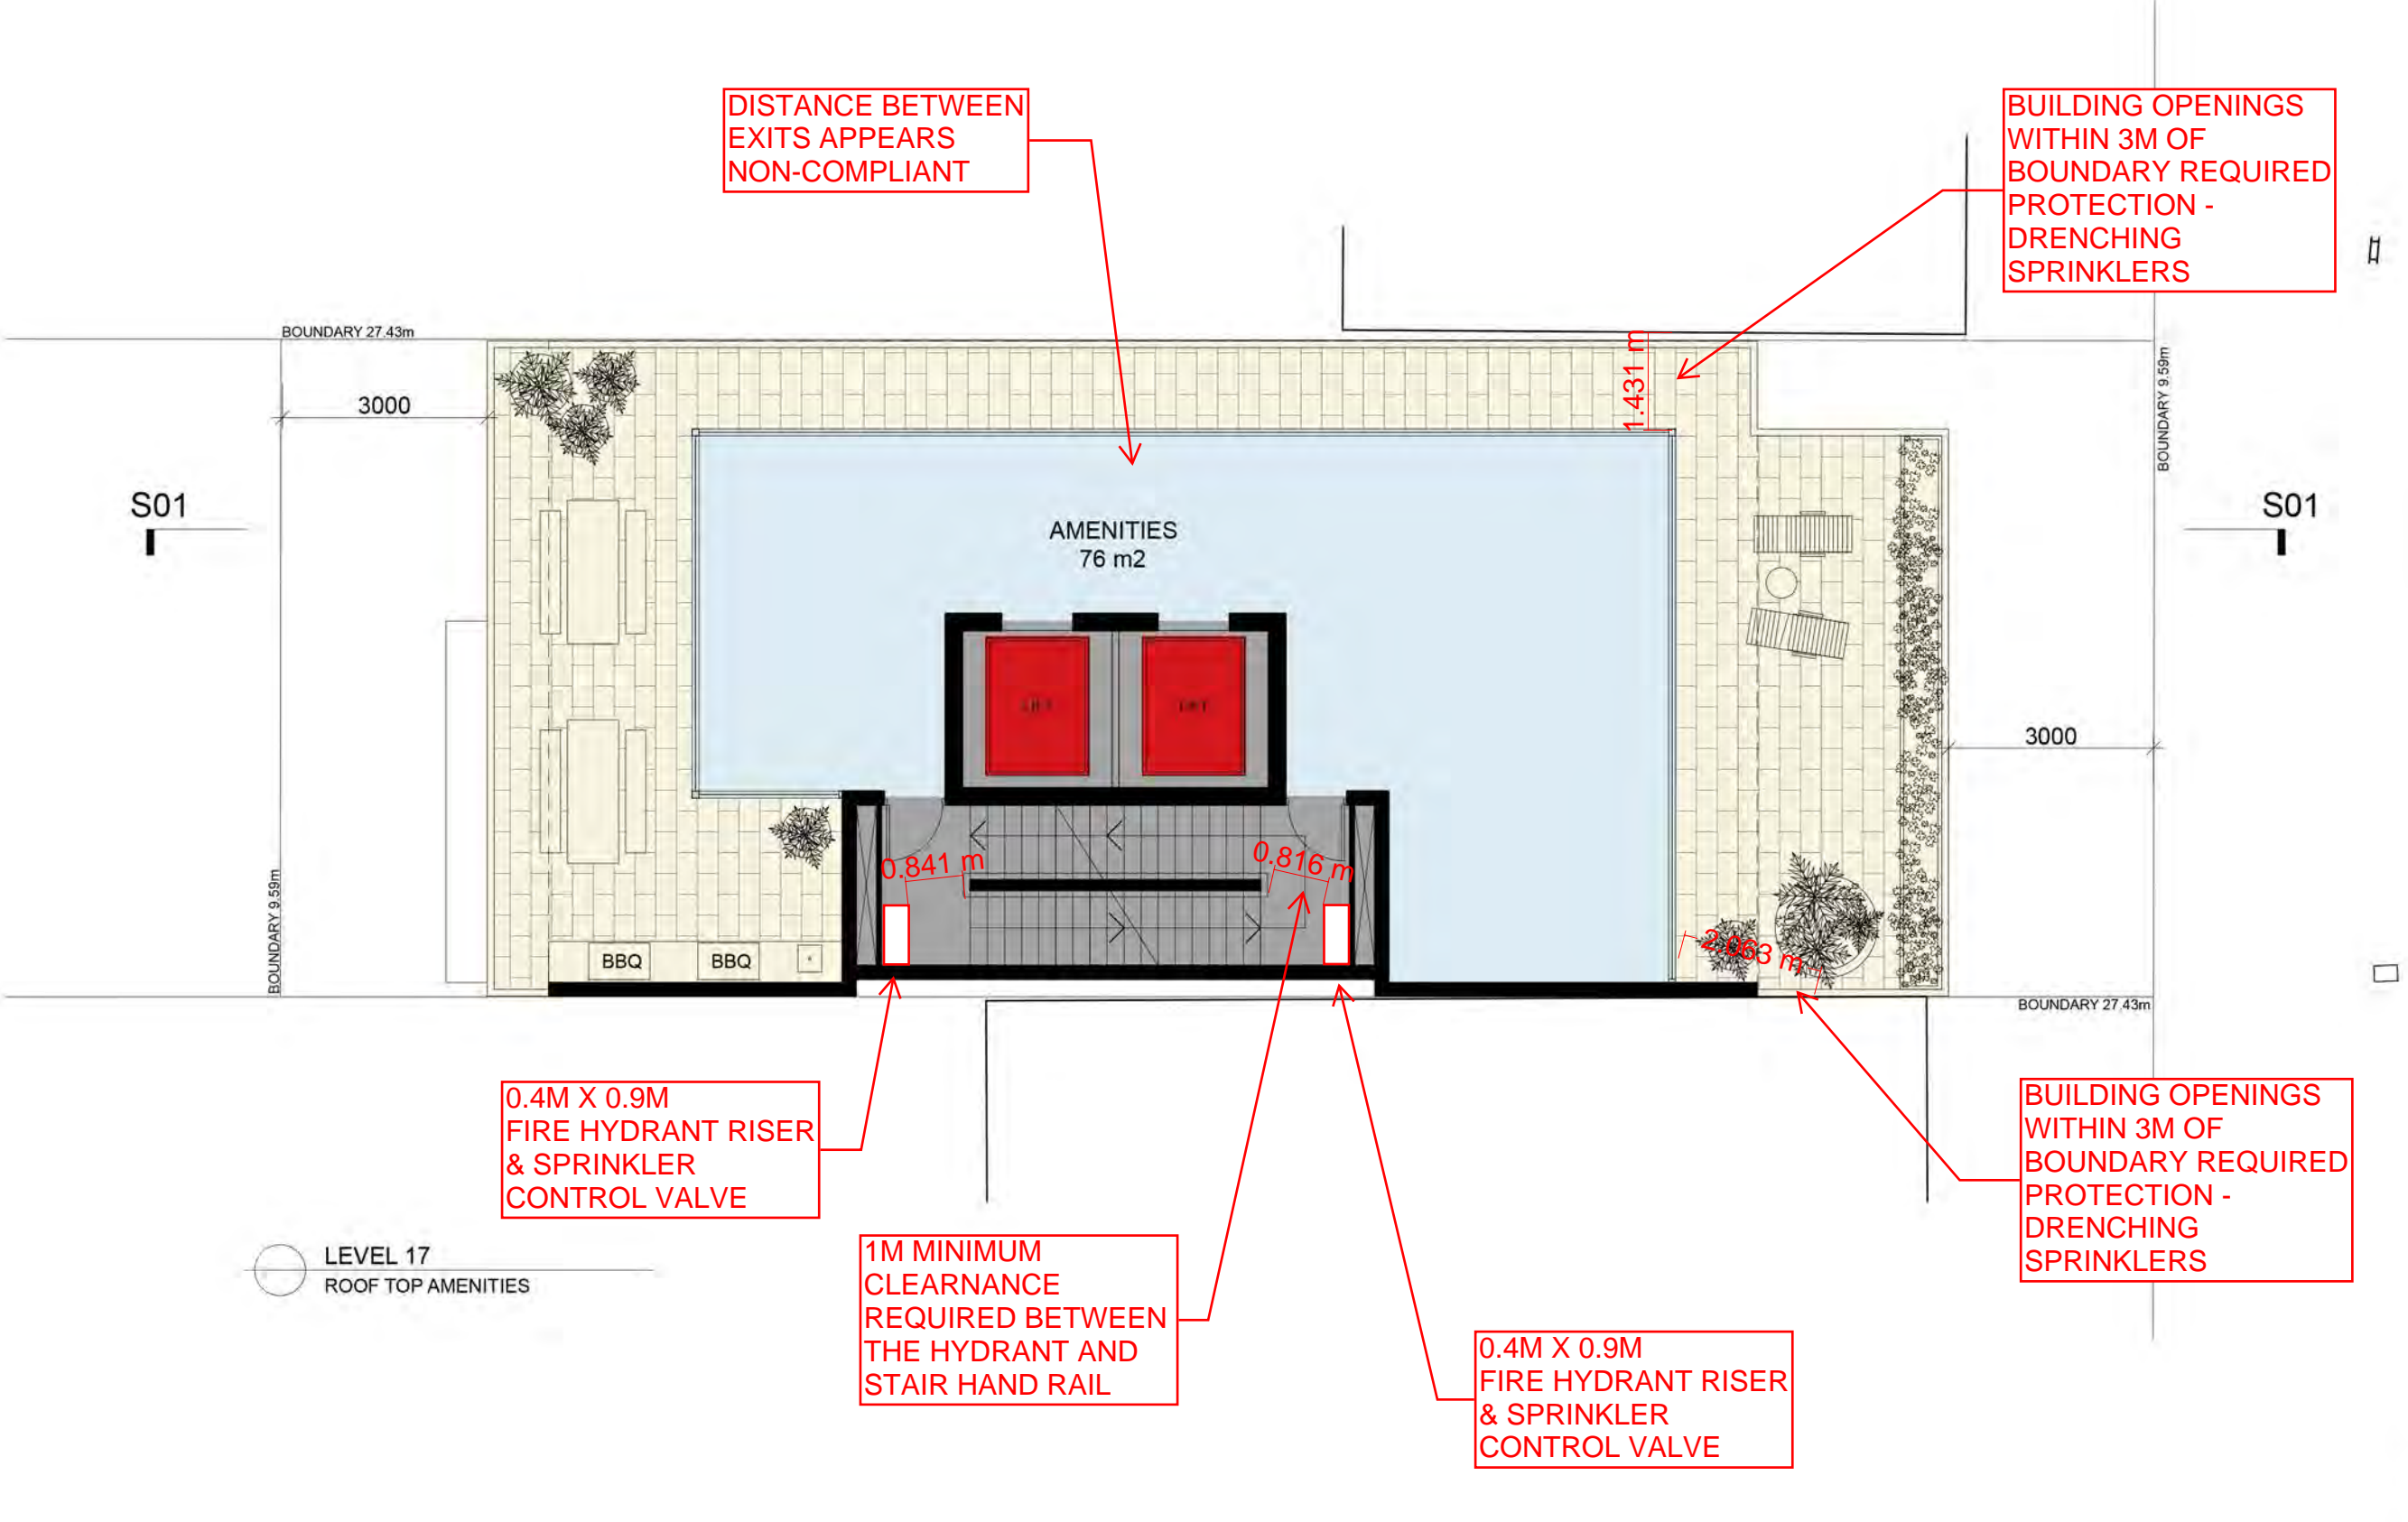 DISTANCE BETWEEN
EXITS APPEARS
NON-COMPLIANT
BUILDING OPENINGS
WITHIN 3M OF
BOUNDARY REQUIRED
PROTECTION -
DRENCHING
SPRINKLERS
BOUNDARY 27.43m
3000
1.431 m
BOUNDARY 9.59m
S01
S01
AMENITIES
76 m2
LIFT
LIFT
3000
0.841 m
0.816 m
BOUNDARY 9.59m
2.063 m
BBQ
BBQ
BOUNDARY 27.43m
0.4M X 0.9M
FIRE HYDRANT RISER
& SPRINKLER
CONTROL VALVE
BUILDING OPENINGS
WITHIN 3M OF
BOUNDARY REQUIRED
PROTECTION -
DRENCHING
SPRINKLERS
1M MINIMUM
CLEARNANCE
REQUIRED BETWEEN
THE HYDRANT AND
STAIR HAND RAIL
LEVEL 17
ROOF TOP AMENITIES
0.4M X 0.9M
FIRE HYDRANT RISER
& SPRINKLER
CONTROL VALVE